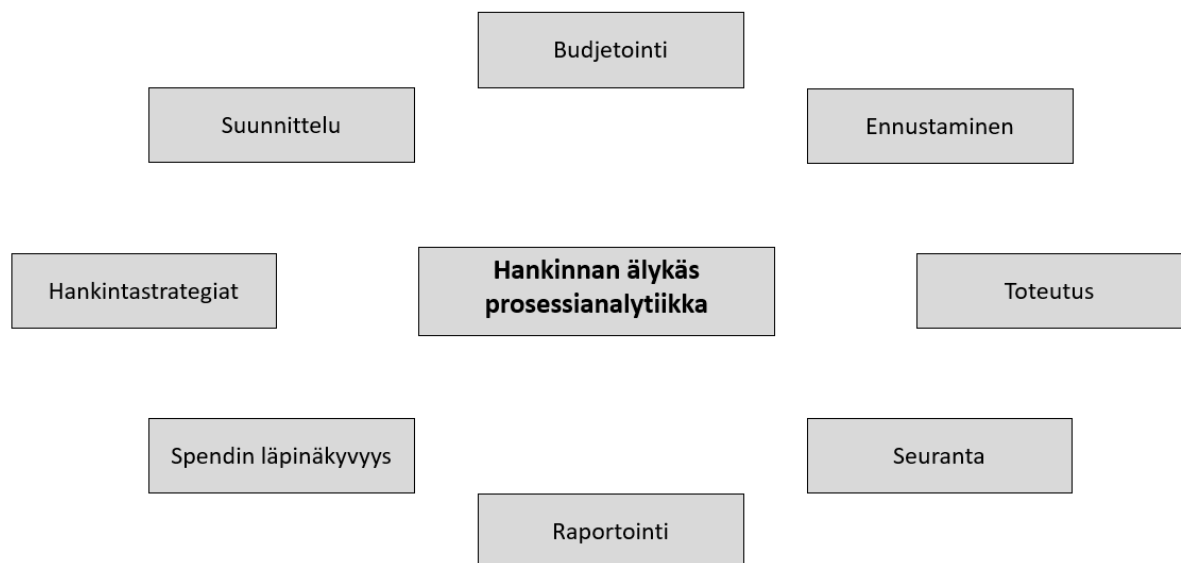 Budjetointi
Suunnittelu
Ennustaminen
Hankintastrategiat
Hankinnan älykäs
prosessianalytiikka
Toteutus
Spendin läpinäkyvyys
Seuranta
Raportointi